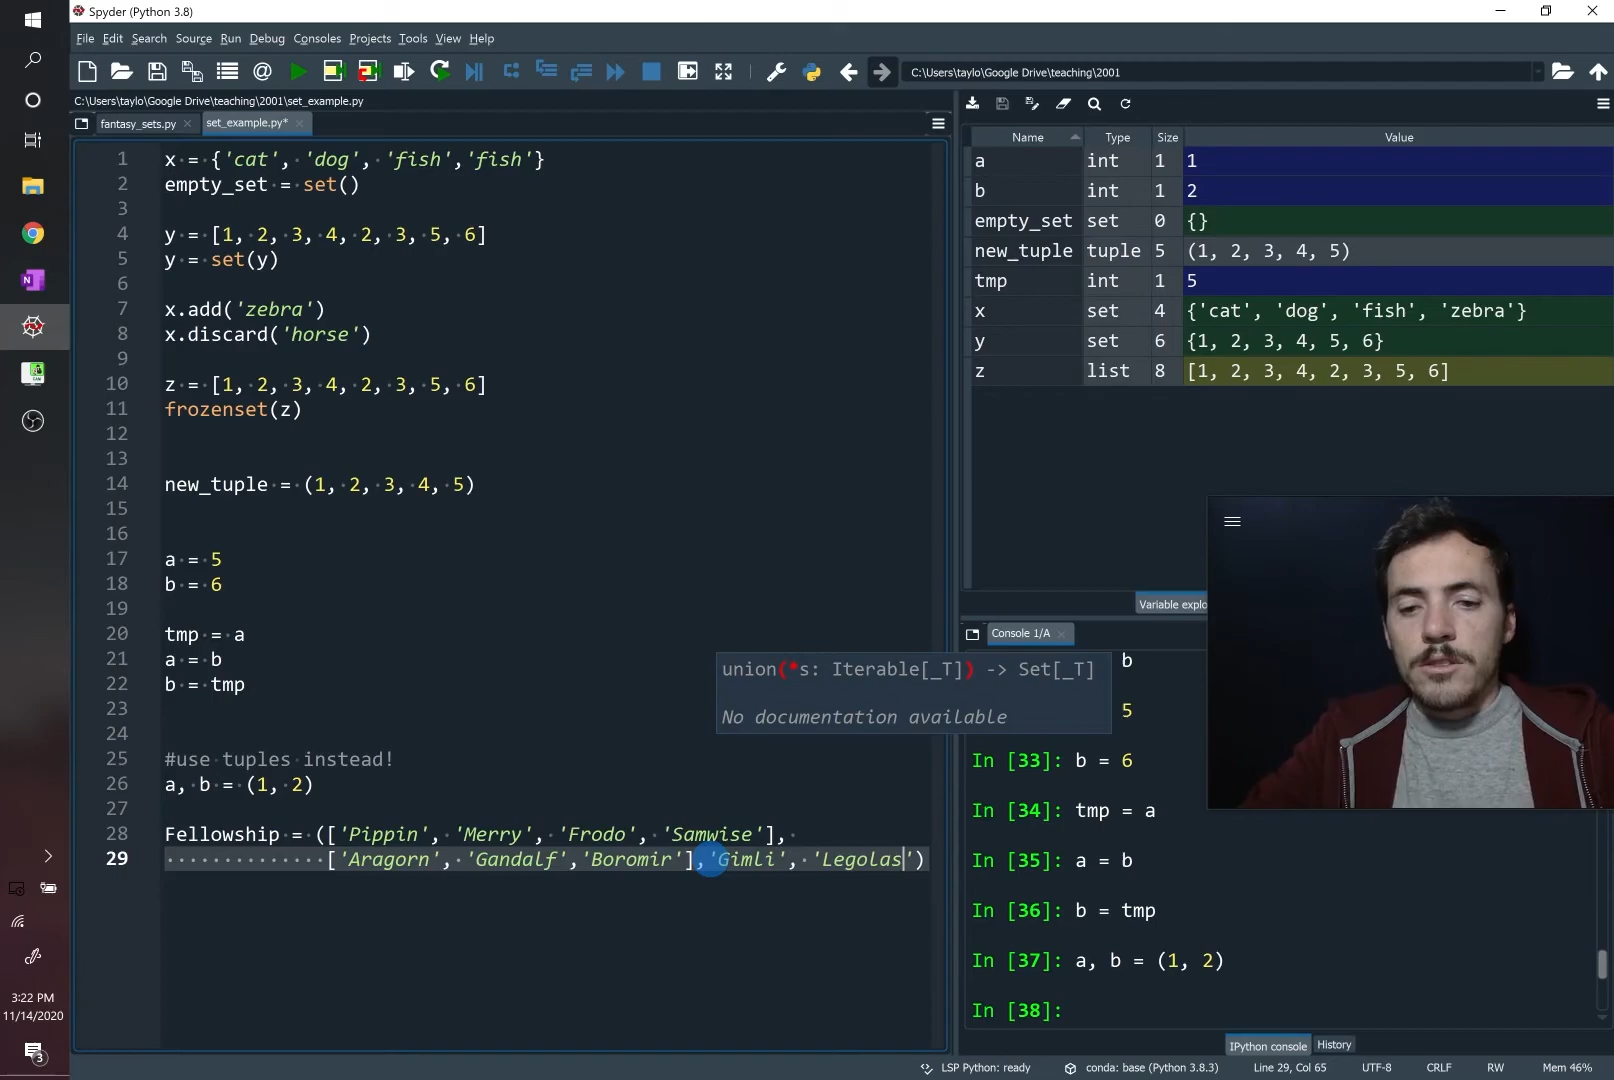 Spyder (Python 3.8)
File Edit Search Source Run Debug Consoles Projects Tools View Help
C:\Users\taylo\Google Drive\teaching\2001
C:\Users\taylo\Google Drive\teaching\2001\set_example.py
fantasy_sets.py
set_example.py*
1 x = {'cat', 'dog', 'fish','fish'}
2 empty_set = set()
3
4 y = [1, 2, 3, 4, 2, 3, 5, 6]
5 y = set(y)
6
7 x.add('zebra')
8 x.discard('horse')
9
10 z = [1, 2, 3, 4, 2, 3, 5, 6]
11 frozenset(z)
12
13
14 new_tuple = (1, 2, 3, 4, 5)
15
16
17 a = 5
18 b = 6
19
20 tmp = a
21 a = b
22 b = tmp
23
24
25 #use tuples instead!
26 a, b = (1, 2)
27
28 Fellowship = (['Pippin', 'Merry', 'Frodo', 'Samwise'],
29 ['Aragorn', 'Gandalf','Boromir'],'Gimli', 'Legolas')
union(*s: Iterable[_T]) -> Set[_T]
No documentation available
Name Type Size Value
a int 1 1
b int 1 2
empty_set set 0 {}
new_tuple tuple 5 (1, 2, 3, 4, 5)
tmp int 1 5
x set 4 {'cat', 'dog', 'fish', 'zebra'}
y set 6 {1, 2, 3, 4, 5, 6}
z list 8 [1, 2, 3, 4, 2, 3, 5, 6]
Variable explo
Console 1/A
b
5
In [33]: b = 6
In [34]: tmp = a
In [35]: a = b
In [36]: b = tmp
In [37]: a, b = (1, 2)
In [38]:
IPython console History
LSP Python: ready conda: base (Python 3.8.3) Line 29, Col 65 UTF-8 CRLF RW Mem 46%
3:22 PM
11/14/2020
3